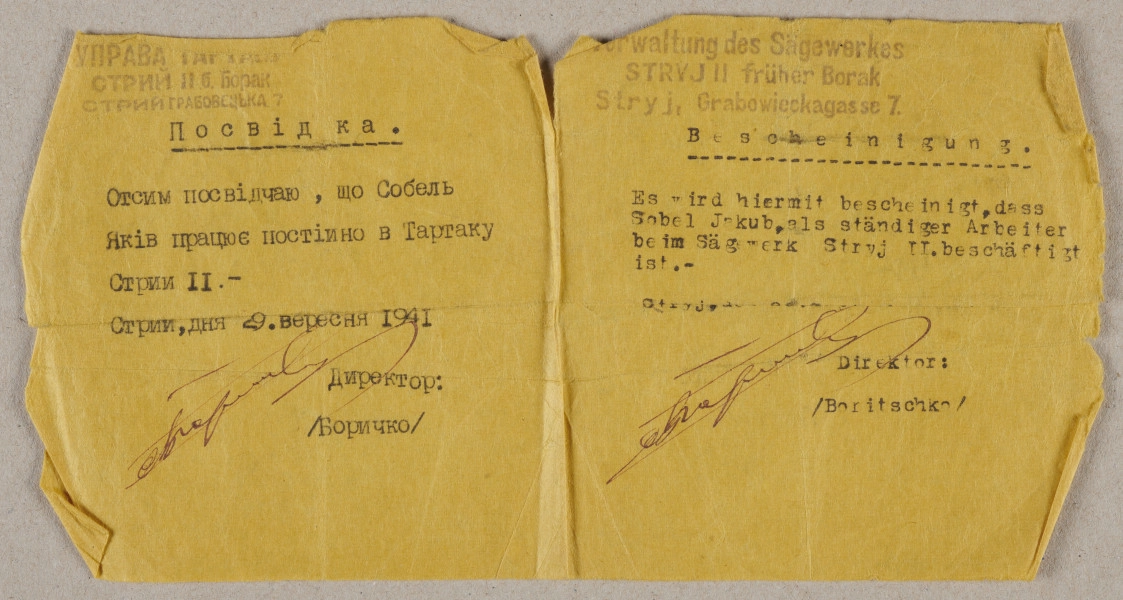 УПРАВА
СТРИЙ II б. Борак
СТРИЙ ГРАБОВЕЦЬКА 7
Посвідка.
Отсим посвідчаю, що Собель
Яків працює постійно в Тартаку
Стрий II.-
Стрий, дня 29. вересня 1941
Директор:
/Боричко/
Verwaltung des Sägewerkes
STRYJ II früher Borak
Stryj, Grabowieckagasse 7.
Bescheinigung.
Es wird hiermit bescheinigt, dass
Sobel Jakub, als ständiger Arbeiter
beim Sägewerk Stryj II. beschäftigt
ist.-
Stryj,
Direktor:
/Boritschko/